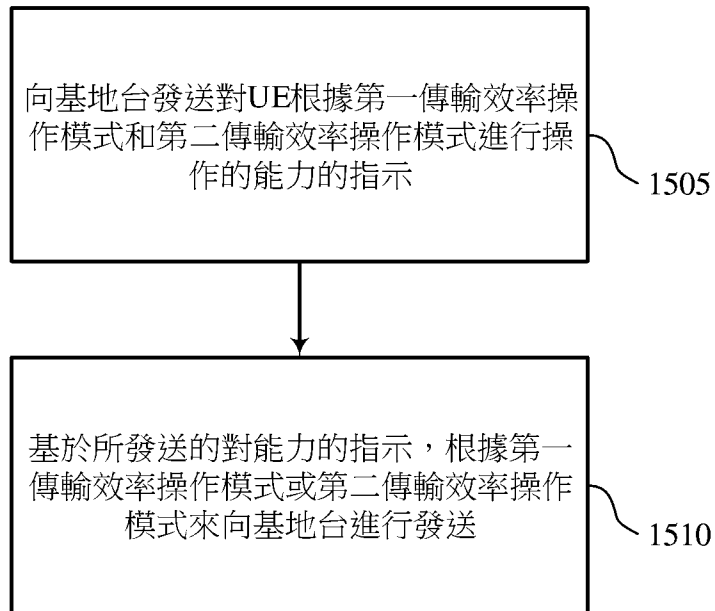 向基地台發送對UE根據第一傳輸效率操
作模式和第二傳輸效率操作模式進行操
作的能力的指示
1505
基於所發送的對能力的指示，根據第一
傳輸效率操作模式或第二傳輸效率操作
模式來向基地台進行發送
1510